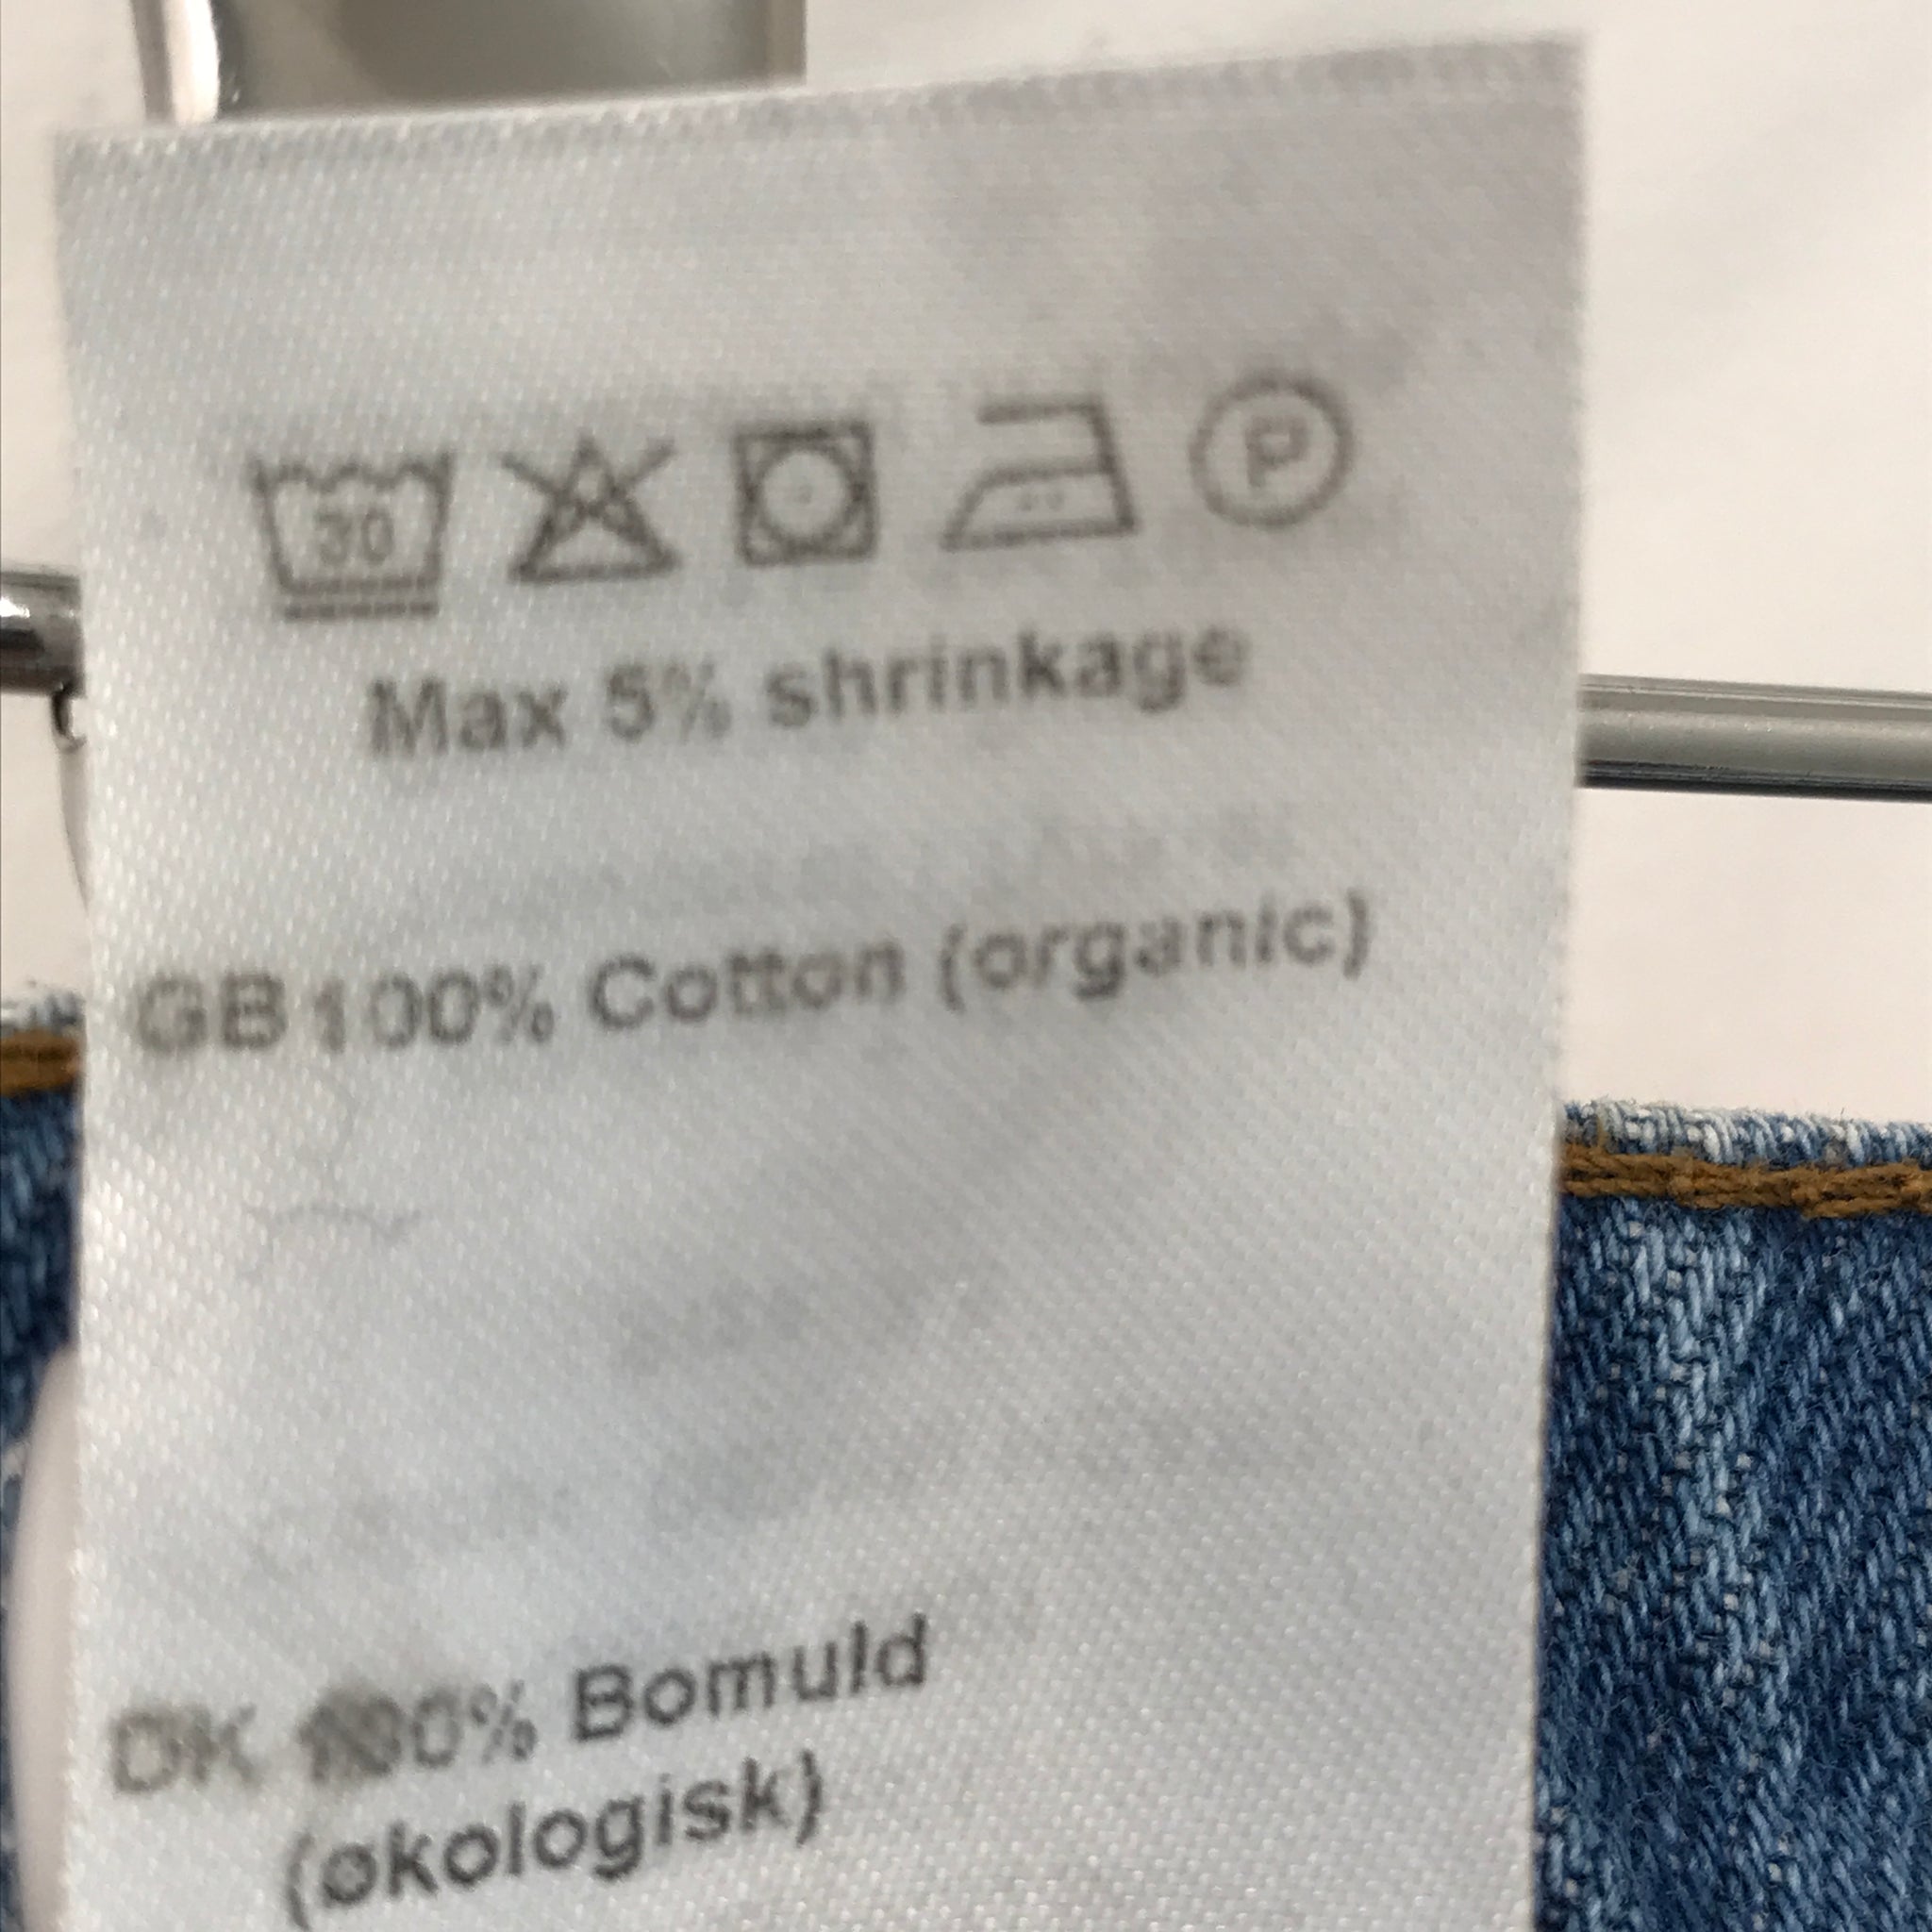 30
P
Max 5% shrinkage
GB 100% Cotton (organic)
DK 100% Bomuld
(økologisk)